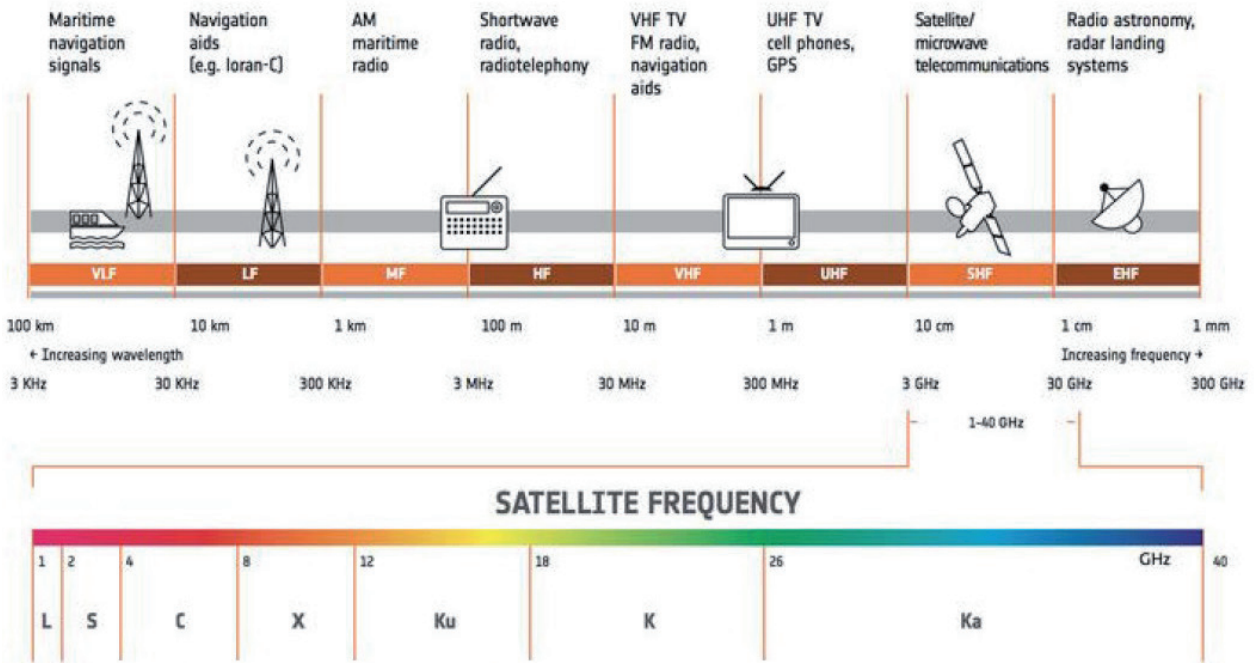 Maritime
navigation
signals
Navigation
aids
(e.g. loran-C)
AM
maritime
radio
Shortwave
radio,
radiotelephony
VHF TV
FM radio,
navigation
aids
UHF TV
cell phones,
GPS
Satellite/
microwave
telecommunications
Radio astronomy,
radar landing
systems
VLF LF MF HF VHF UHF SHF EHF
100 km 10 km 1 km 100 m 10 m 1 m 10 cm 1 cm 1 mm
← Increasing wavelength Increasing frequency →
3 KHz 30 KHz 300 KHz 3 MHz 30 MHz 300 MHz 3 GHz 30 GHz 300 GHz
1-40 GHz
SATELLITE FREQUENCY
1 2 4 8 12 18 26 GHz 40
L S C X Ku K Ka